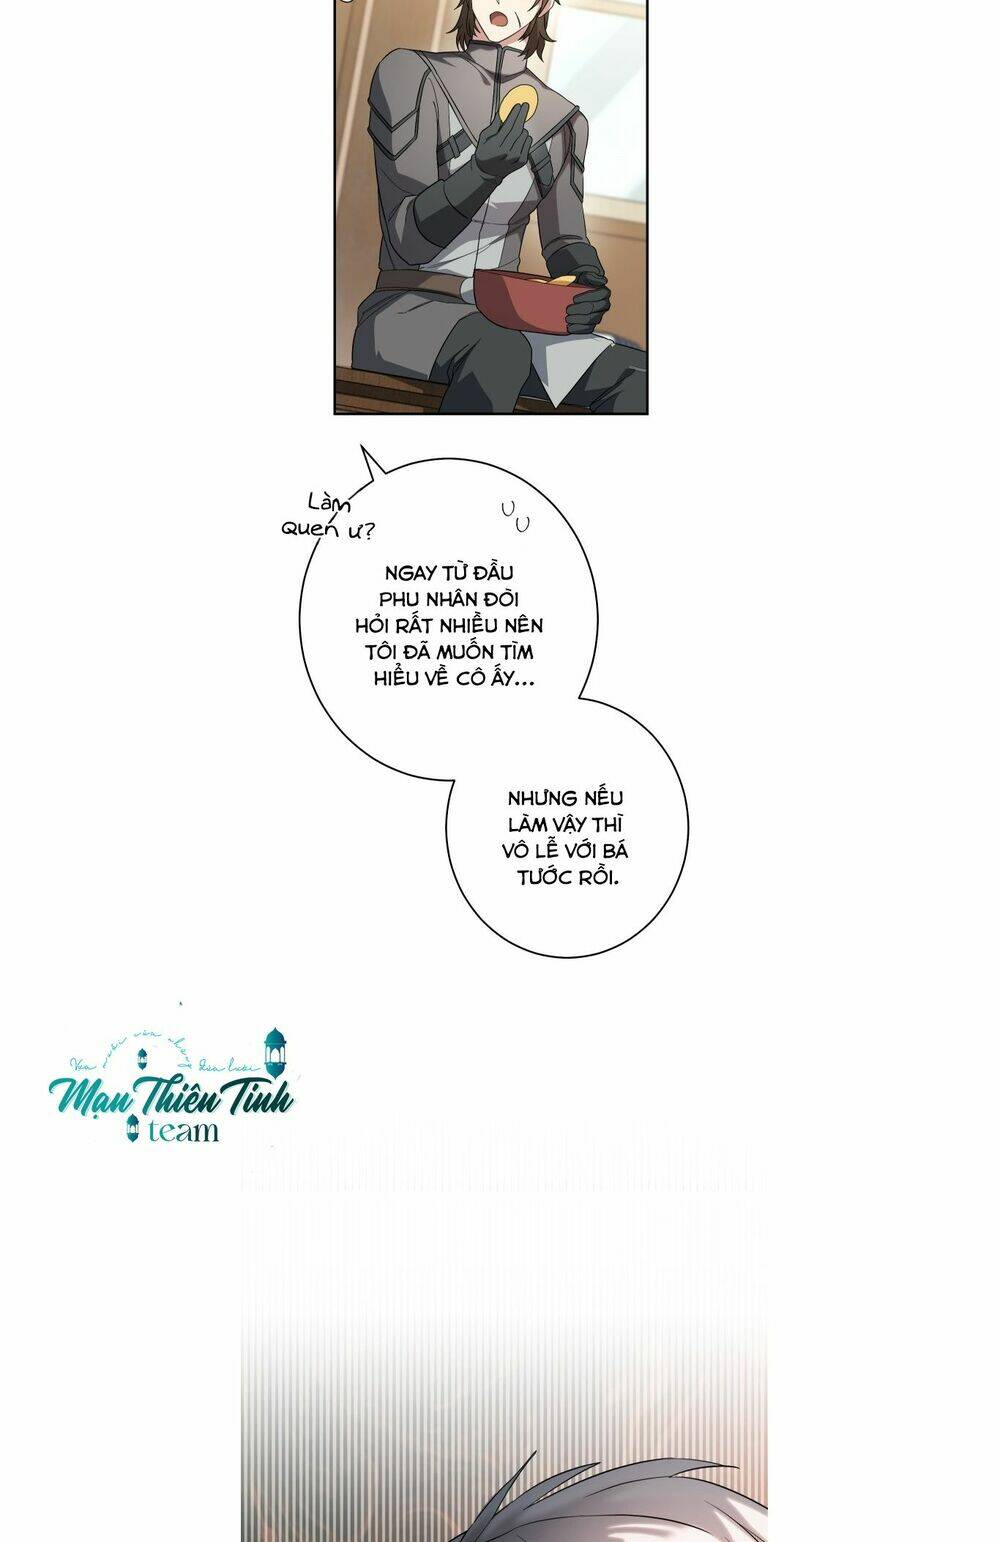 Làm
quen ư?
NGAY TỪ ĐẦU
PHU NHÂN ĐÒI
HỎI RẤT NHIỀU NÊN
TÔI ĐÃ MUỐN TÌM
HIỂU VỀ CÔ ẤY...
NHƯNG NẾU
LÀM VẬY THÌ
VÔ LỄ VỚI BÁ
TƯỚC RỒI.
Mạn Thiên Tinh
team